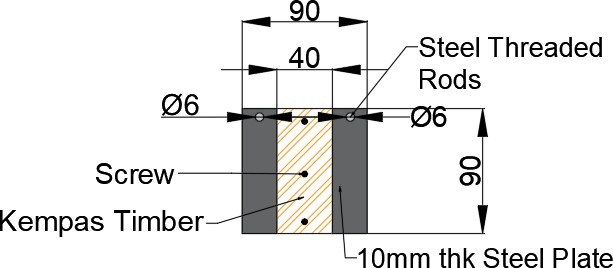 90
Steel Threaded
Rods
40
Ø6
Ø6
Screw
90
Kempas Timber
10mm thk Steel Plate